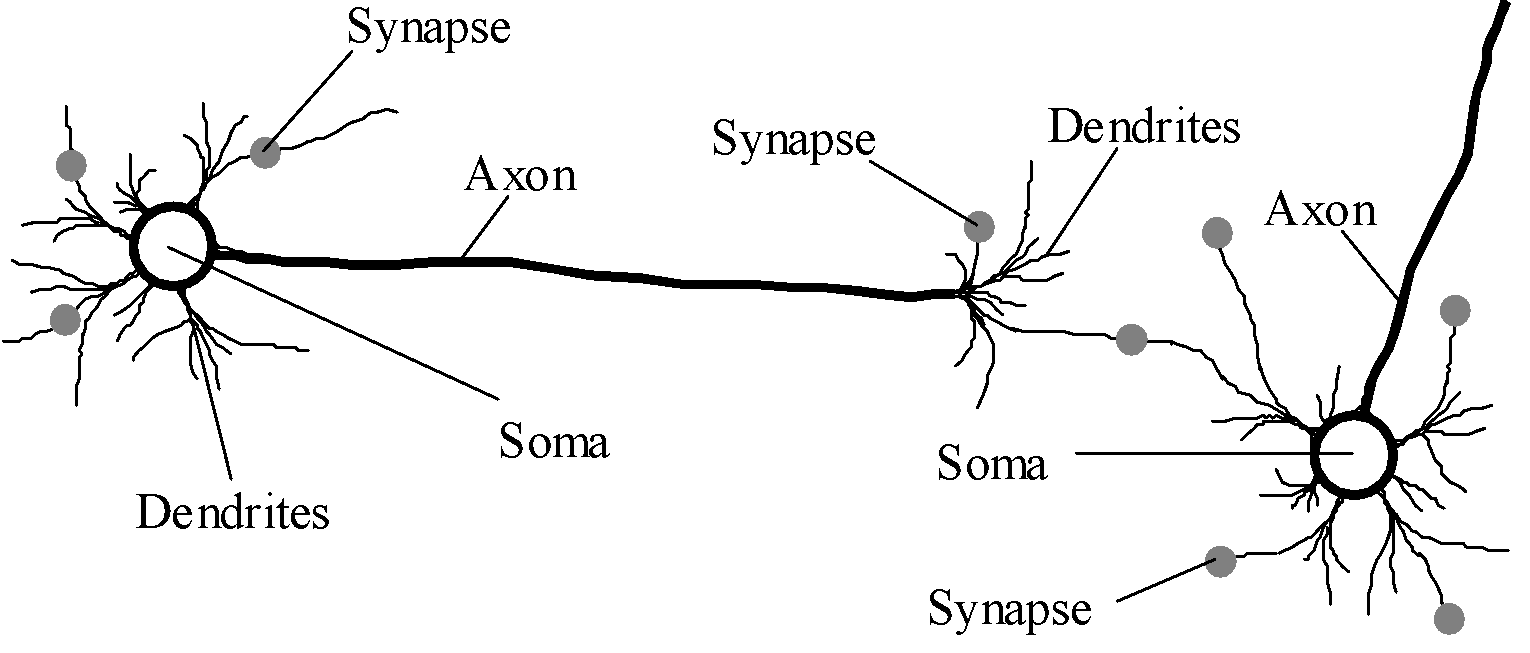 Synapse
Axon
Synapse
Dendrites
Axon
Soma
Dendrites
Soma
Synapse